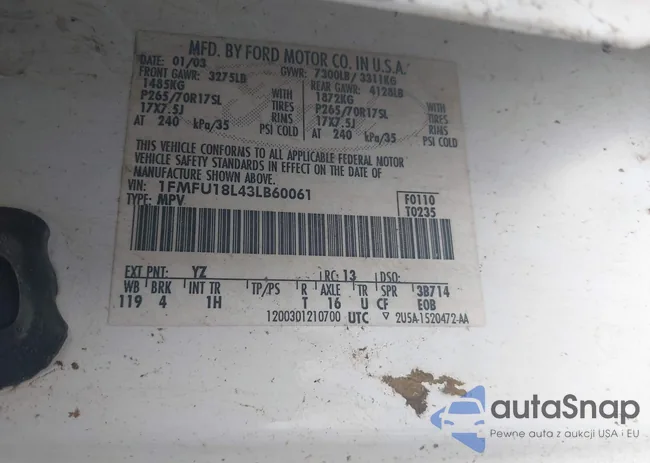 MFD. BY FORD MOTOR CO. IN U.S.A.
DATE: 01/03 GVWR: 7300LB/3311KG
FRONT GAWR: 3275LB REAR GAWR: 4128LB
1485KG WITH 1872KG WITH
P265/70R17SL TIRES P265/70R17SL TIRES
17X7.5J RIMS 17X7.5J RIMS
AT 240 kPa/35 PSI COLD AT 240 kPa/35 PSI COLD
THIS VEHICLE CONFORMS TO ALL APPLICABLE FEDERAL MOTOR
VEHICLE SAFETY STANDARDS IN EFFECT ON THE DATE OF
MANUFACTURE SHOWN ABOVE.
VIN: 1FMFU18L43LB60061 F0110
TYPE: MPV T0235
EXT PNT: YZ RC: 13 DSO:
WB BRK INT TR TP/PS R AXLE TR SPR 3B714
119 4 1H T 16 U CF E0B
1200301210700 UTC ▽ 2U5A-1520472-AA
autaSnap
Pewne auta z aukcji USA i EU